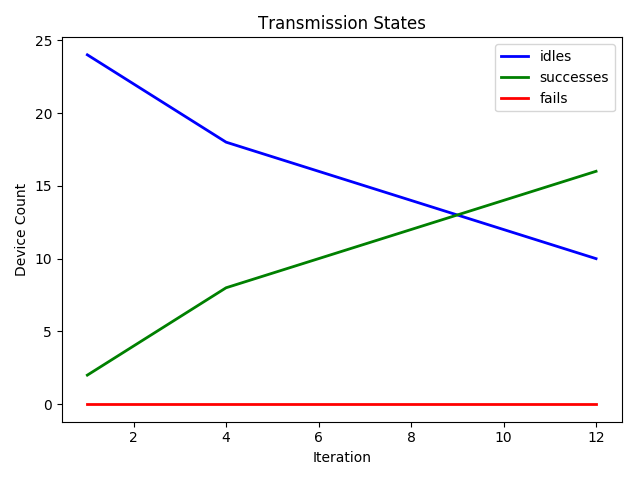 Transmission States
25
20
15
10
5
0
Device Count
idles
successes
fails
2 4 6 8 10 12
Iteration